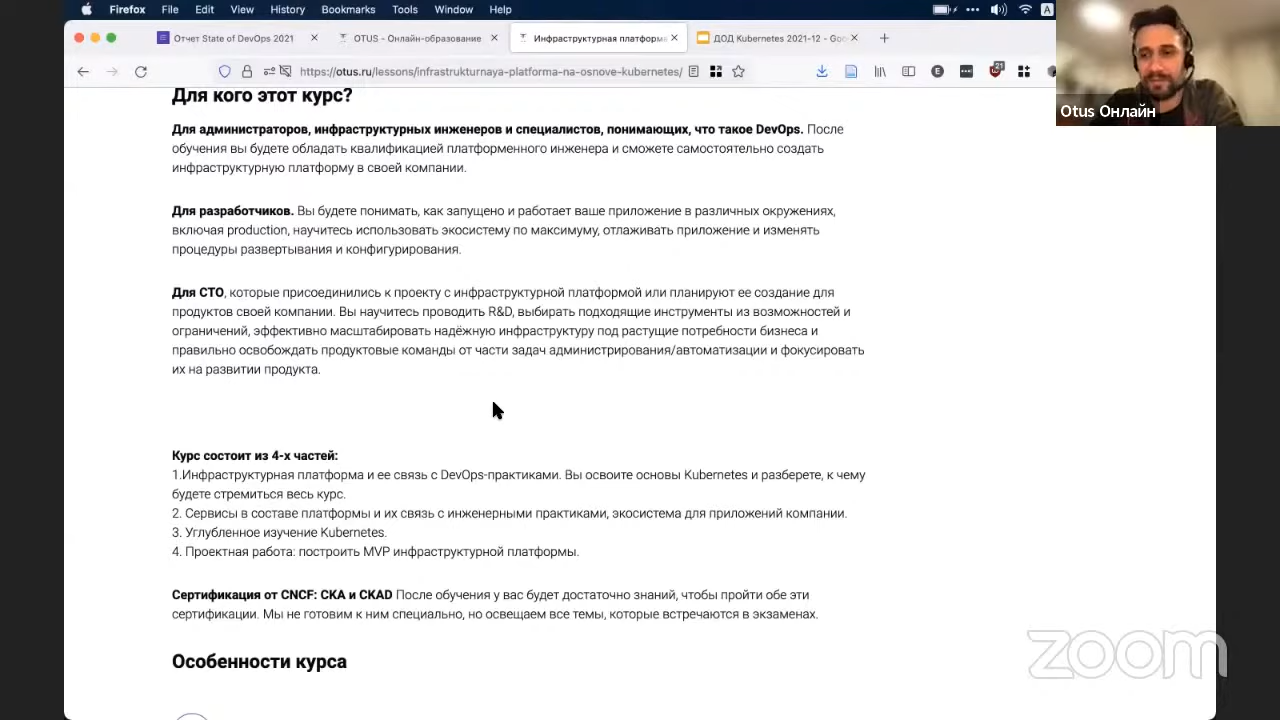 Firefox File Edit View History Bookmarks Tools Window Help
Отчет State of DevOps 2021
OTUS - Онлайн-образование
Инфраструктурная платформ
ДОД Kubernetes 2021-12 - Goo
https://otus.ru/lessons/infrastrukturnaya-platforma-na-osnove-kubernetes/
21
Otus Онлайн
Для кого этот курс?
Для администраторов, инфраструктурных инженеров и специалистов, понимающих, что такое DevOps. После
обучения вы будете обладать квалификацией платформенного инженера и сможете самостоятельно создать
инфраструктурную платформу в своей компании.
Для разработчиков. Вы будете понимать, как запущено и работает ваше приложение в различных окружениях,
включая production, научитесь использовать экосистему по максимуму, отлаживать приложение и изменять
процедуры развертывания и конфигурирования.
Для СТО, которые присоединились к проекту с инфраструктурной платформой или планируют ее создание для
продуктов своей компании. Вы научитесь проводить R&D, выбирать подходящие инструменты из возможностей и
ограничений, эффективно масштабировать надёжную инфраструктуру под растущие потребности бизнеса и
правильно освобождать продуктовые команды от части задач администрирования/автоматизации и фокусировать
их на развитии продукта.
Курс состоит из 4-х частей:
1.Инфраструктурная платформа и ее связь с DevOps-практиками. Вы освоите основы Kubernetes и разберете, к чему
будете стремиться весь курс.
2. Сервисы в составе платформы и их связь с инженерными практиками, экосистема для приложений компании.
3. Углубленное изучение Kubernetes.
4. Проектная работа: построить MVP инфраструктурной платформы.
Сертификация от CNCF: CKA и CKAD После обучения у вас будет достаточно знаний, чтобы пройти обе эти
сертификации. Мы не готовим к ним специально, но освещаем все темы, которые встречаются в экзаменах.
Особенности курса
zoom